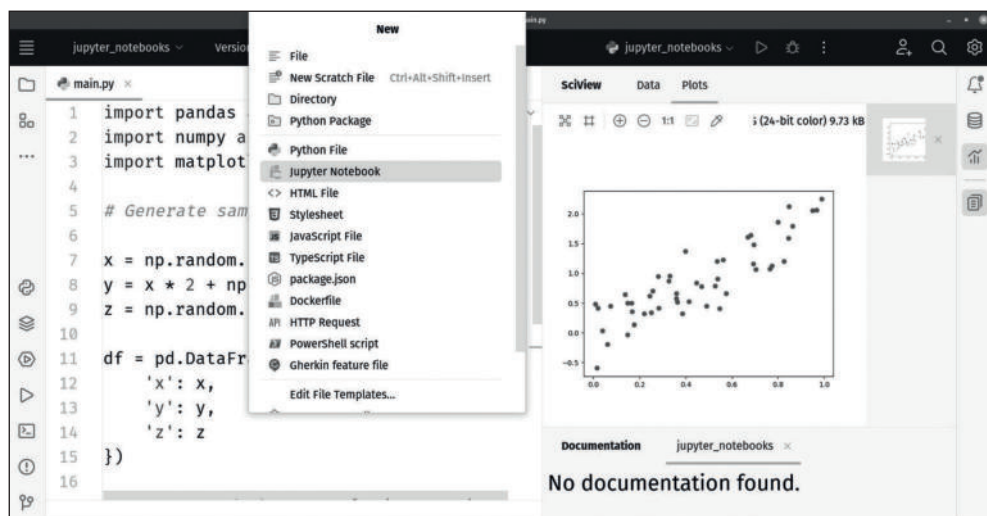 main.py
jupyter_notebooks
jupyter_notebooks
main.py
1 import pandas
2 import numpy a
3 import matplot
4
5 # Generate sam
6
7 x = np.random.
8 y = x * 2 + np
9 z = np.random.
10
11 df = pd.DataFr
12 'x': x,
13 'y': y,
14 'z': z
15 })
16
New
File
New Scratch File Ctrl+Alt+Shift+Insert
Directory
Python Package
Python File
Jupyter Notebook
HTML File
Stylesheet
JavaScript File
TypeScript File
package.json
Dockerfile
API HTTP Request
PowerShell script
Gherkin feature file
Edit File Templates...
SciView Data Plots
1:1
(24-bit color) 9.73 kB
2.0
1.5
1.0
0.5
0.0
−0.5
0.0 0.2 0.4 0.6 0.8 1.0
Documentation jupyter_notebooks
No documentation found.